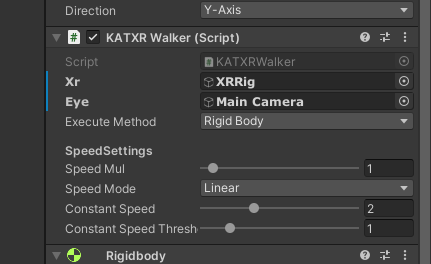 Direction Y-Axis
KATXR Walker (Script)
Script KATXRWalker
Xr XRRig
Eye Main Camera
Execute Method Rigid Body
SpeedSettings
Speed Mul 1
Speed Mode Linear
Constant Speed 2
Constant Speed Thresh 1
Rigidbody